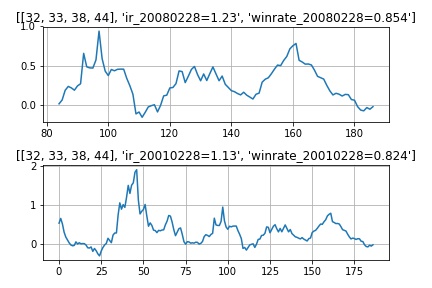 [[32, 33, 38, 44], 'ir_20080228=1.23', 'winrate_20080228=0.854']
1.0
0.5
0.0
80 100 120 140 160 180
[[32, 33, 38, 44], 'ir_20010228=1.13', 'winrate_20010228=0.824']
2
1
0
0 25 50 75 100 125 150 175